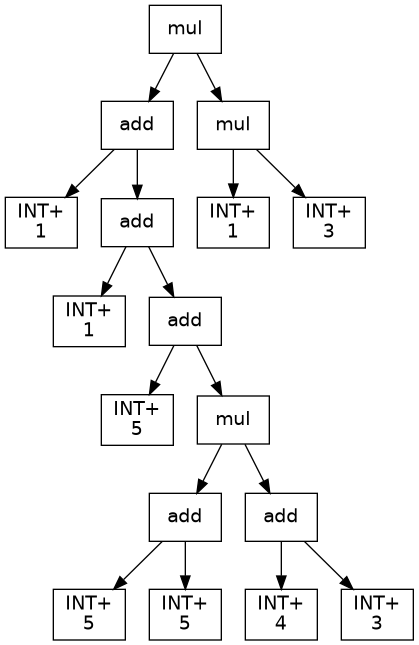 mul
add
mul
INT+
1
add
INT+
1
INT+
3
INT+
1
add
INT+
5
mul
add
add
INT+
5
INT+
5
INT+
4
INT+
3